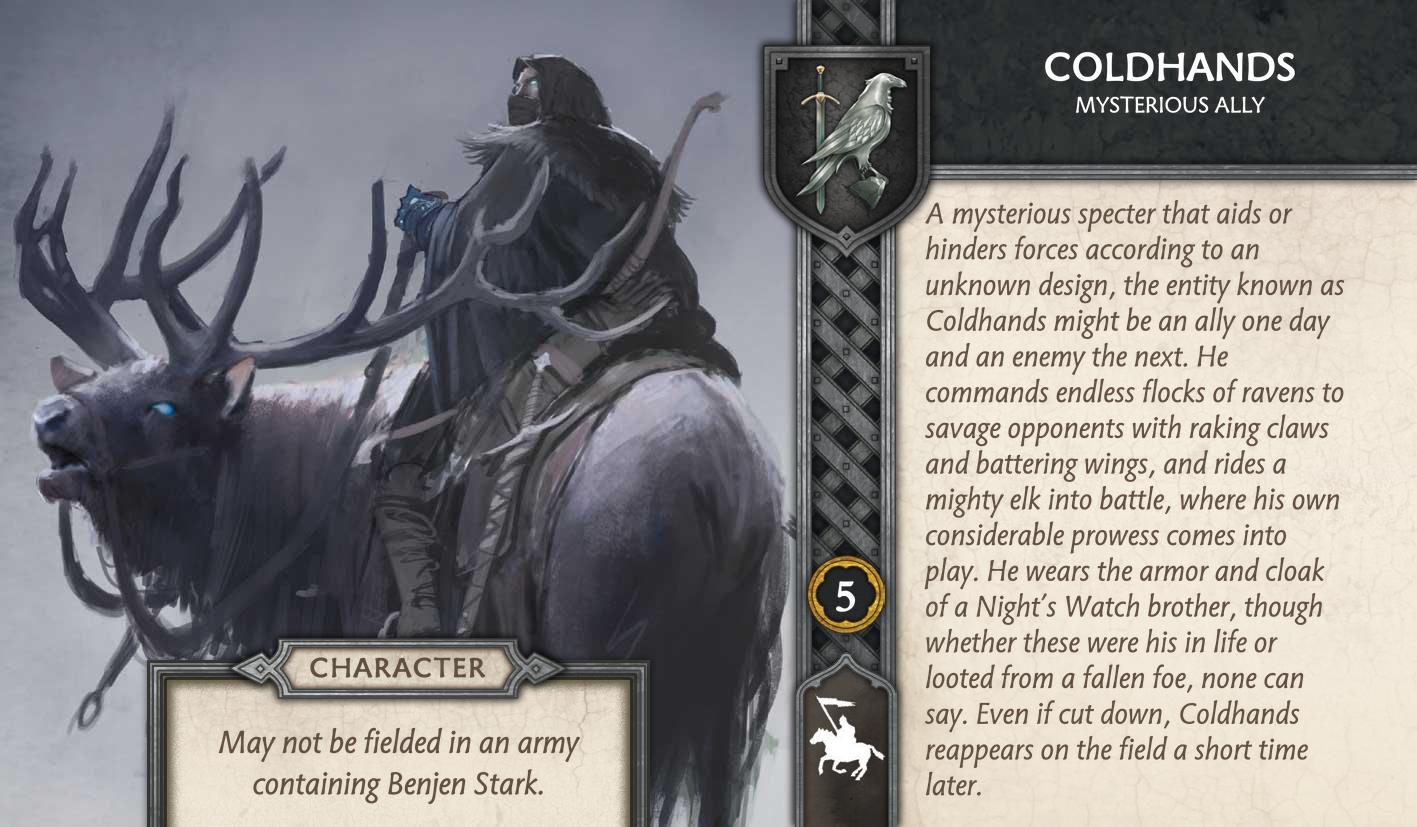 COLDHANDS
MYSTERIOUS ALLY
A mysterious specter that aids or
hinders forces according to an
unknown design, the entity known as
Coldhands might be an ally one day
and an enemy the next. He
commands endless flocks of ravens to
savage opponents with raking claws
and battering wings, and rides a
mighty elk into battle, where his own
considerable prowess comes into
play. He wears the armor and cloak
of a Night's Watch brother, though
whether these were his in life or
looted from a fallen foe, none can
say. Even if cut down, Coldhands
reappears on the field a short time
later.
5
CHARACTER
May not be fielded in an army
containing Benjen Stark.